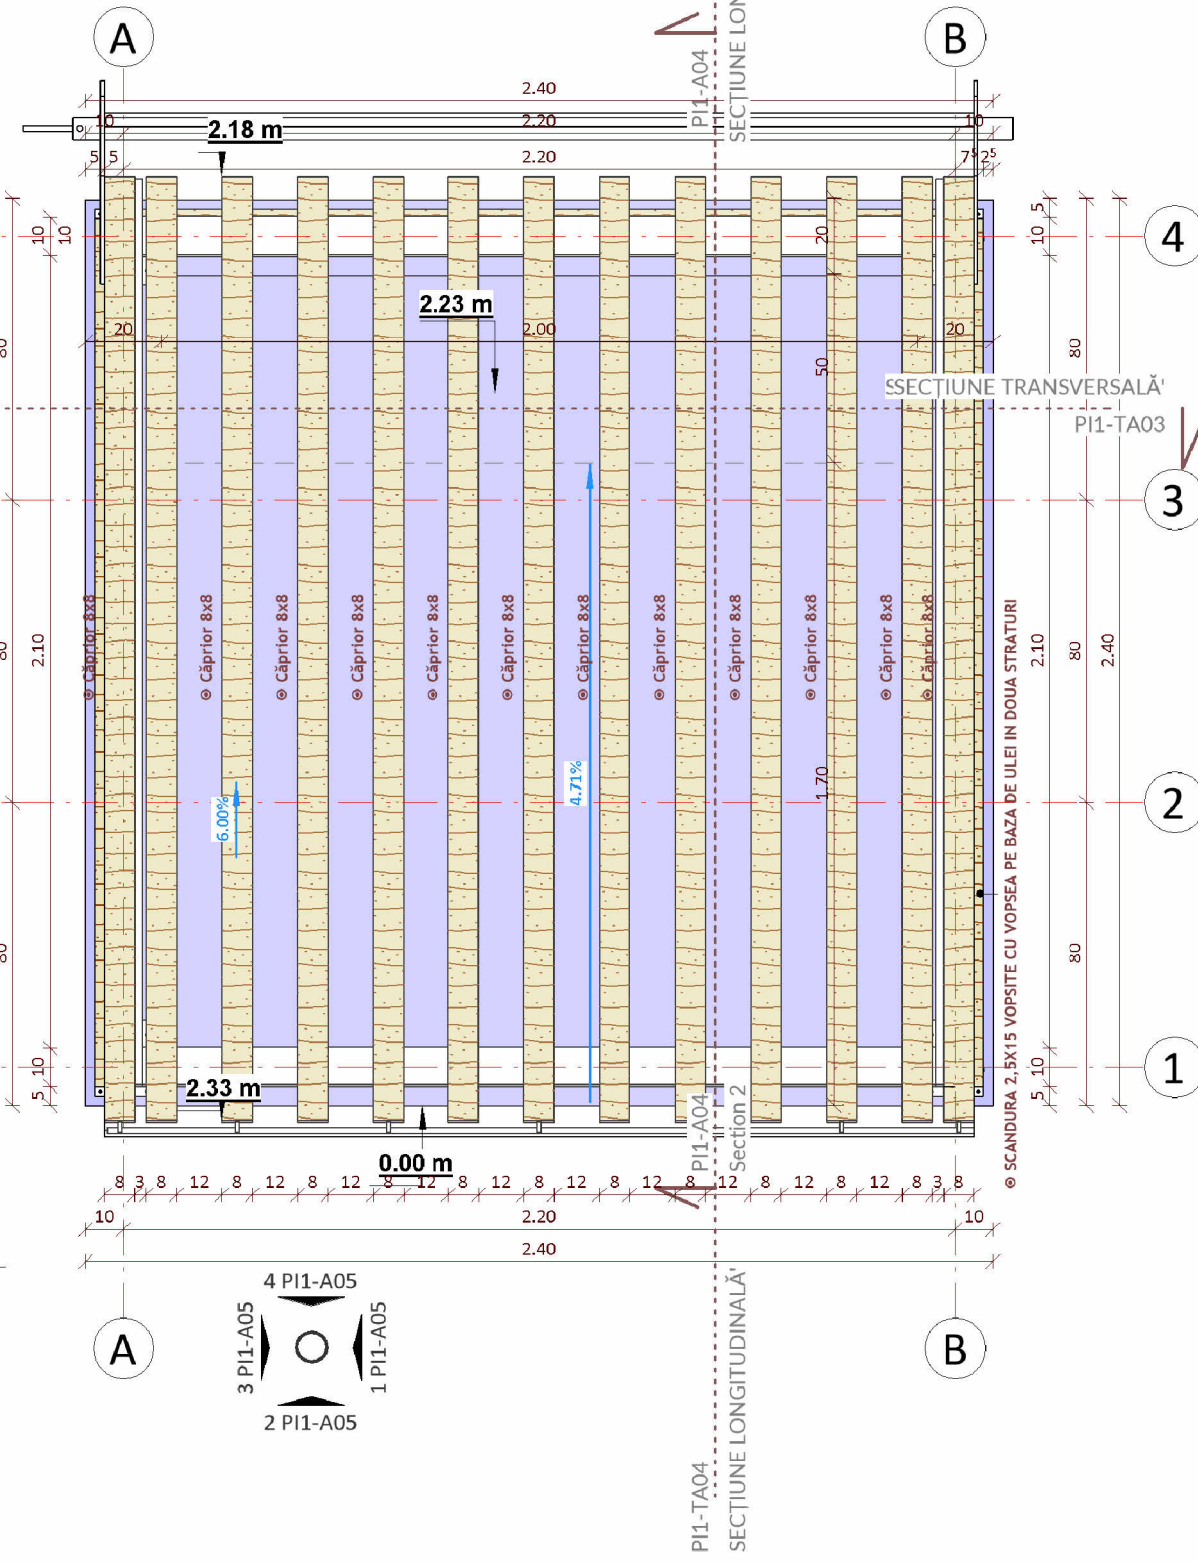 A
B
PI1-A04
2.40
10
2.20
10
2.18 m
5
5
2.20
7⁵
2⁵
5
10
10
20
10
4
2.23 m
20
2.00
20
80
50
80
SSECȚIUNE TRANSVERSALĂ'
PI1-TA03
3
⊙ Căprior 8x8
⊙ Căprior 8x8
⊙ Căprior 8x8
⊙ Căprior 8x8
⊙ Căprior 8x8
⊙ Căprior 8x8
⊙ Căprior 8x8
⊙ Căprior 8x8
⊙ Căprior 8x8
⊙ Căprior 8x8
⊙ Căprior 8x8
⊙ Căprior 8x8
80
2.10
2.10
80
2.40
⊙ SCANDURA 2,5X15 VOPSITE CU VOPSEA PE BAZA DE ULEI IN DOUA STRATURI
6.00%
4.71%
1.70
2
80
80
10
5
10
5
1
2.33 m
PI1-A04
Section 2
0.00 m
8 3 8 12 8 12 8 12 8 12 8 12 8 12 8 12 8 12 8 12 8 12 8 3 8
10
2.20
10
2.40
4 PI1-A05
3 PI1-A05
1 PI1-A05
2 PI1-A05
A
B
PI1-TA04
SECȚIUNE LONGITUDINALĂ'